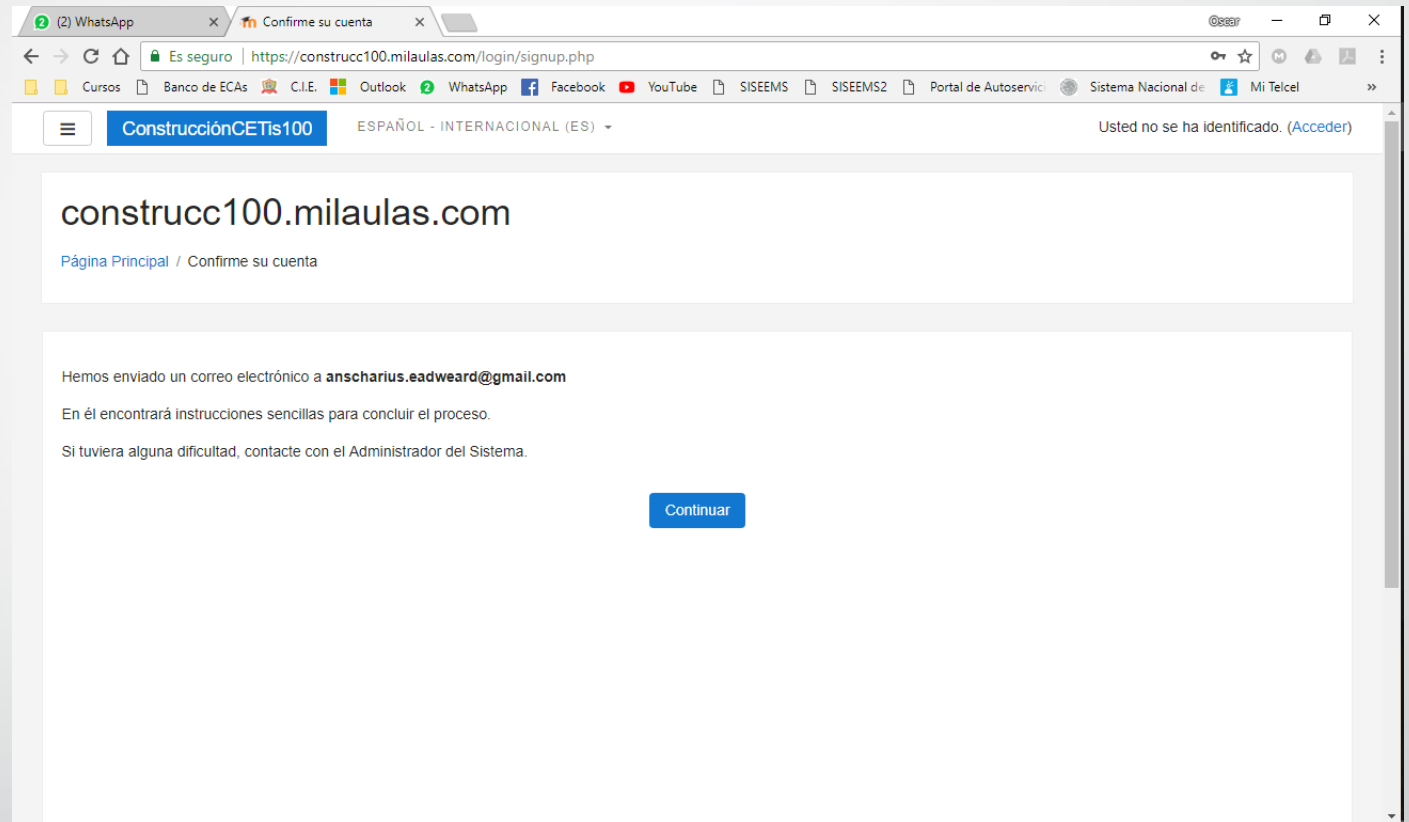 2 (2) WhatsApp
Confirme su cuenta
Oscar
Es seguro | https://construcc100.milaulas.com/login/signup.php
Cursos Banco de ECAs C.I.E. Outlook 2 WhatsApp Facebook YouTube SISEEMS SISEEMS2 Portal de Autoservici Sistema Nacional de Mi Telcel »
ConstrucciónCETis100 ESPAÑOL - INTERNACIONAL (ES) Usted no se ha identificado. (Acceder)
construcc100.milaulas.com
Página Principal / Confirme su cuenta
Hemos enviado un correo electrónico a anscharius.eadweard@gmail.com
En él encontrará instrucciones sencillas para concluir el proceso.
Si tuviera alguna dificultad, contacte con el Administrador del Sistema.
Continuar